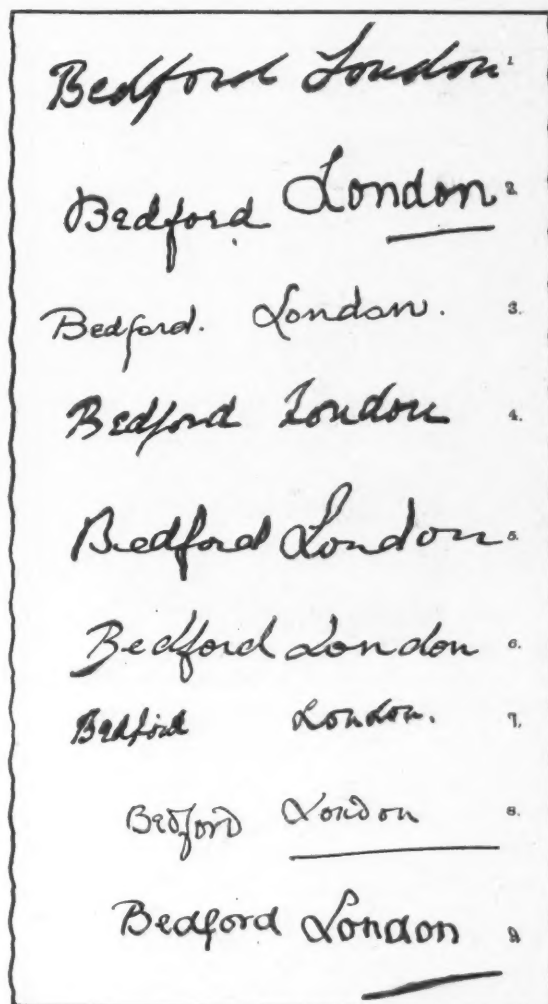 Bedford London 1.
Bedford London 2.
Bedford. London. 3.
Bedford London 4.
Bedford London 5.
Bedford London 6.
Bedford London. 7.
Bedford London 8.
Bedford London 9.